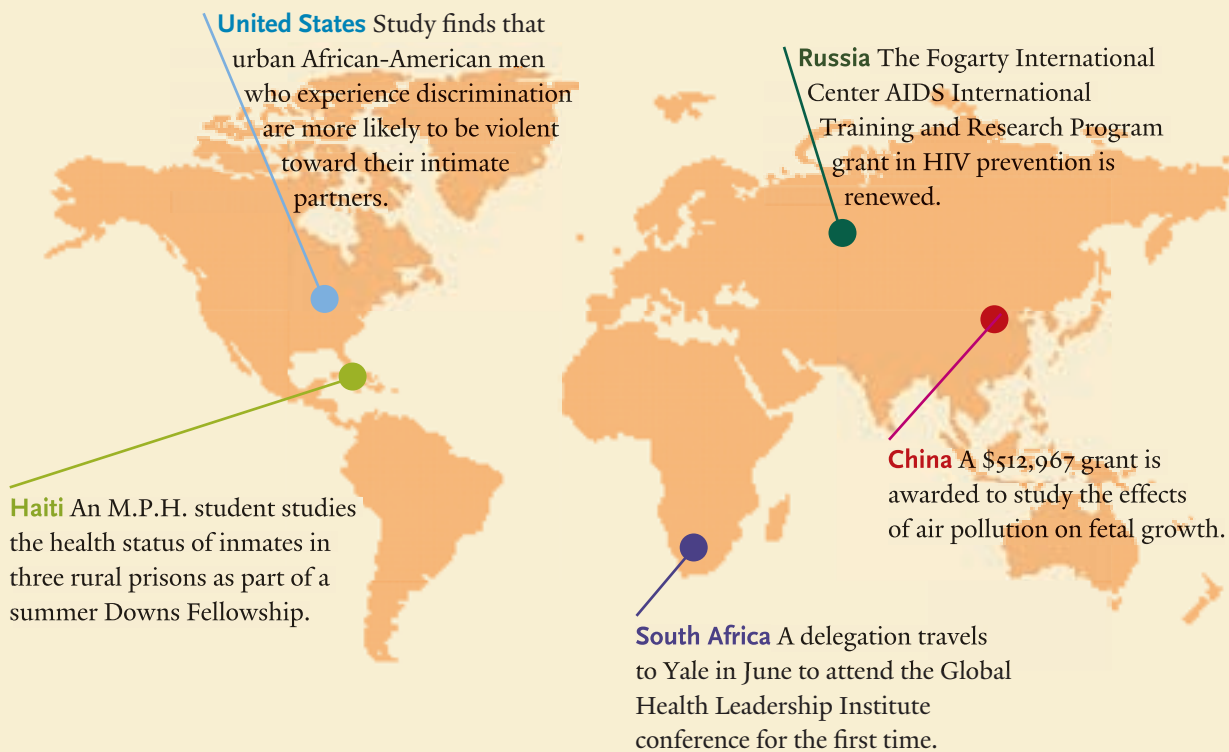 United States Study finds that
urban African-American men
who experience discrimination
are more likely to be violent
toward their intimate
partners.
Russia The Fogarty International
Center AIDS International
Training and Research Program
grant in HIV prevention is
renewed.
Haiti An M.P.H. student studies
the health status of inmates in
three rural prisons as part of a
summer Downs Fellowship.
China A $512,967 grant is
awarded to study the effects
of air pollution on fetal growth.
South Africa A delegation travels
to Yale in June to attend the Global
Health Leadership Institute
conference for the first time.